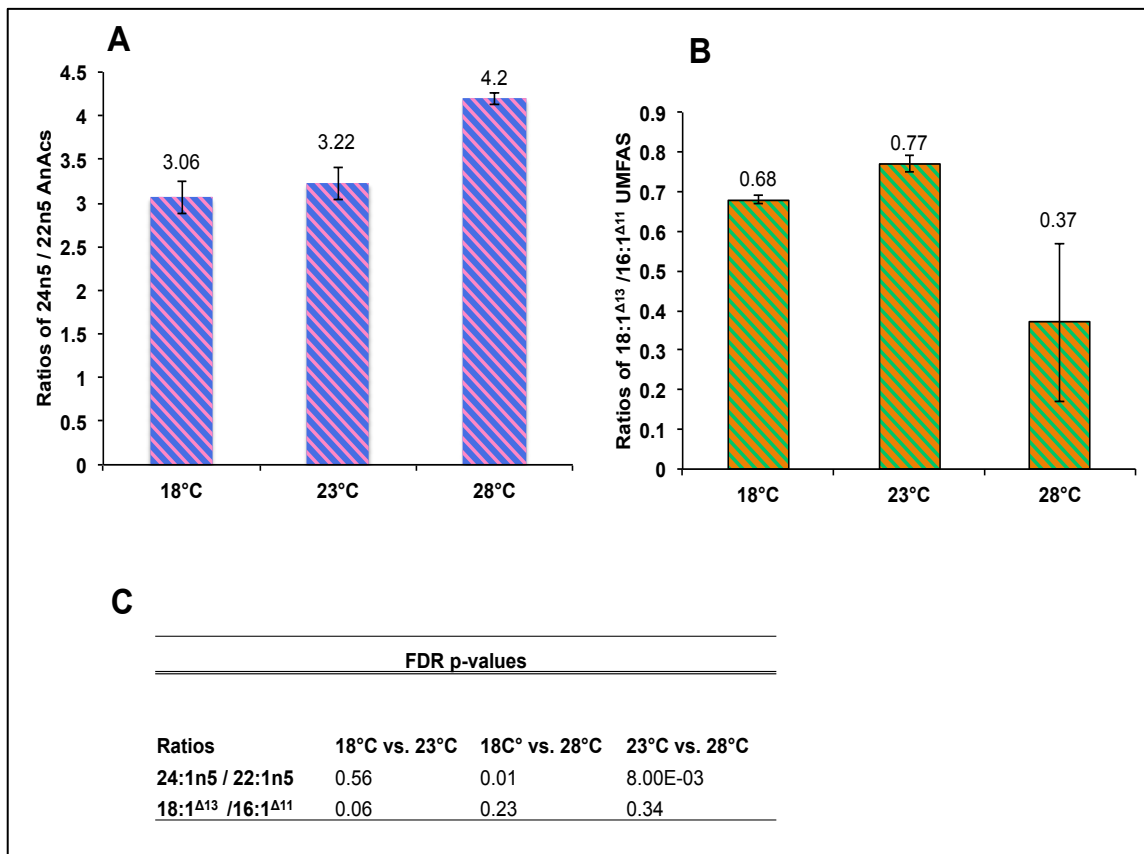 A
Ratios of 24n5 / 22n5 AnAcs
4.5
4
3.5
3
2.5
2
1.5
1
0.5
0
3.06
3.22
4.2
18°C
23°C
28°C
B
Ratios of 18:1Δ13 /16:1Δ11 UMFAS
0.9
0.8
0.7
0.6
0.5
0.4
0.3
0.2
0.1
0
0.68
0.77
0.37
18°C
23°C
28°C
C
FDR p-values
Ratios 18°C vs. 23°C 18C° vs. 28°C 23°C vs. 28°C
24:1n5 / 22:1n5 0.56 0.01 8.00E-03
18:1Δ13 /16:1Δ11 0.06 0.23 0.34